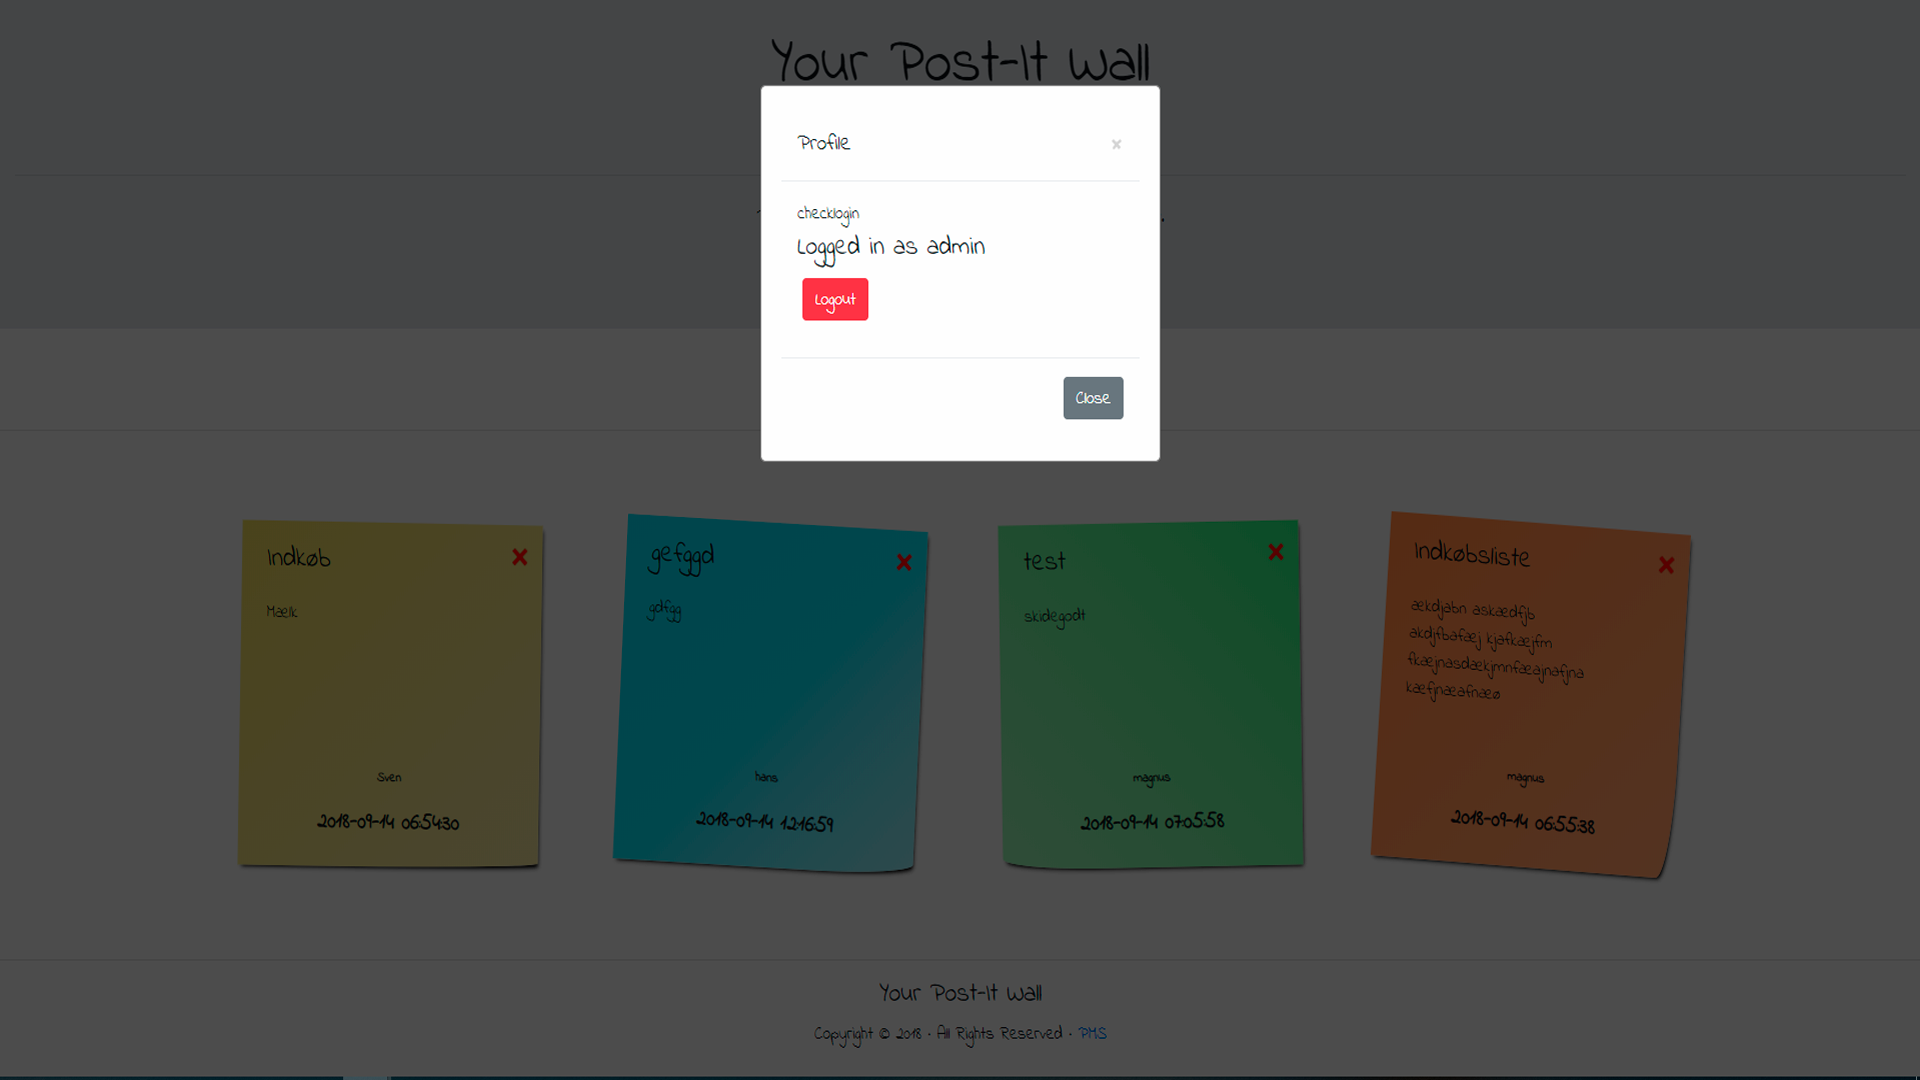 Your Post-It Wall
Profile
×
checklogin
Logged in as admin
Logout
Close
Indkøb
Mælk
Sven
2018-09-14 06:54:30
gefggd
gdfgg
hans
2018-09-14 12:16:59
test
skidegodt
magnus
2018-09-14 07:05:58
Indkøbsliste
ækdjabn askædfjb
akdjfbafæj kjafkæjfm
fkæjnasdækjmnfæajnafjna
kæfjnæafnæø
magnus
2018-09-14 06:55:38
Your Post-It Wall
Copyright © 2018 · All Rights Reserved · PMS